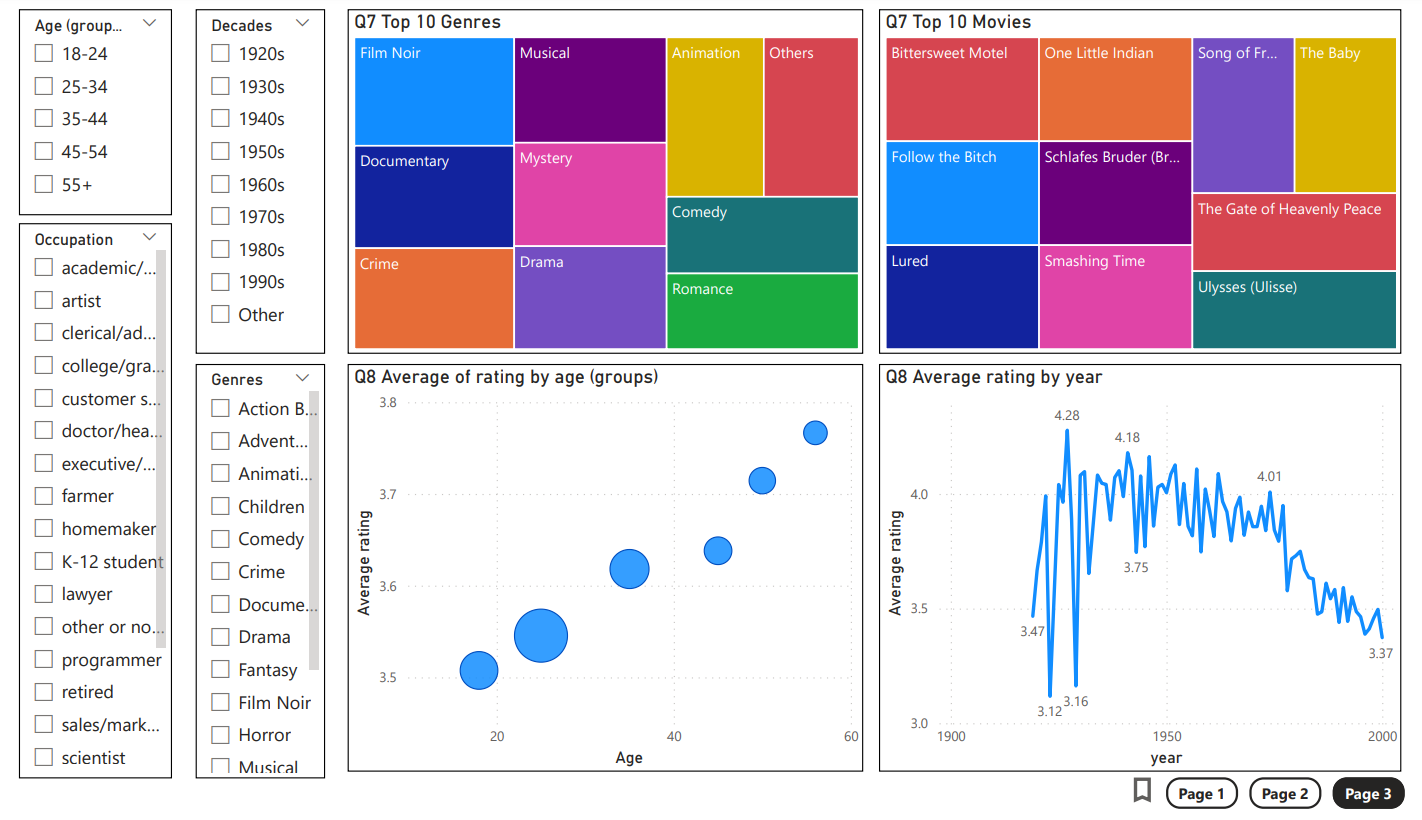 Age (group...
18-24
25-34
35-44
45-54
55+
Occupation
academic/...
artist
clerical/ad...
college/gra...
customer s...
doctor/hea...
executive/...
farmer
homemaker
K-12 student
lawyer
other or no...
programmer
retired
sales/mark...
scientist
Decades
1920s
1930s
1940s
1950s
1960s
1970s
1980s
1990s
Other
Genres
Action B...
Advent...
Animati...
Children
Comedy
Crime
Docume...
Drama
Fantasy
Film Noir
Horror
Musical
Q7 Top 10 Genres
Film Noir
Documentary
Crime
Musical
Mystery
Drama
Animation
Others
Comedy
Romance
Q7 Top 10 Movies
Bittersweet Motel
Follow the Bitch
Lured
One Little Indian
Schlafes Bruder (Br...
Smashing Time
Song of Fr...
The Baby
The Gate of Heavenly Peace
Ulysses (Ulisse)
Q8 Average of rating by age (groups)
Average rating
3.8
3.7
3.6
3.5
20
40
60
Age
Q8 Average rating by year
Average rating
4.0
3.5
3.0
4.28
4.18
4.01
3.75
3.47
3.12
3.16
3.37
1900
1950
2000
year
Page 1
Page 2
Page 3